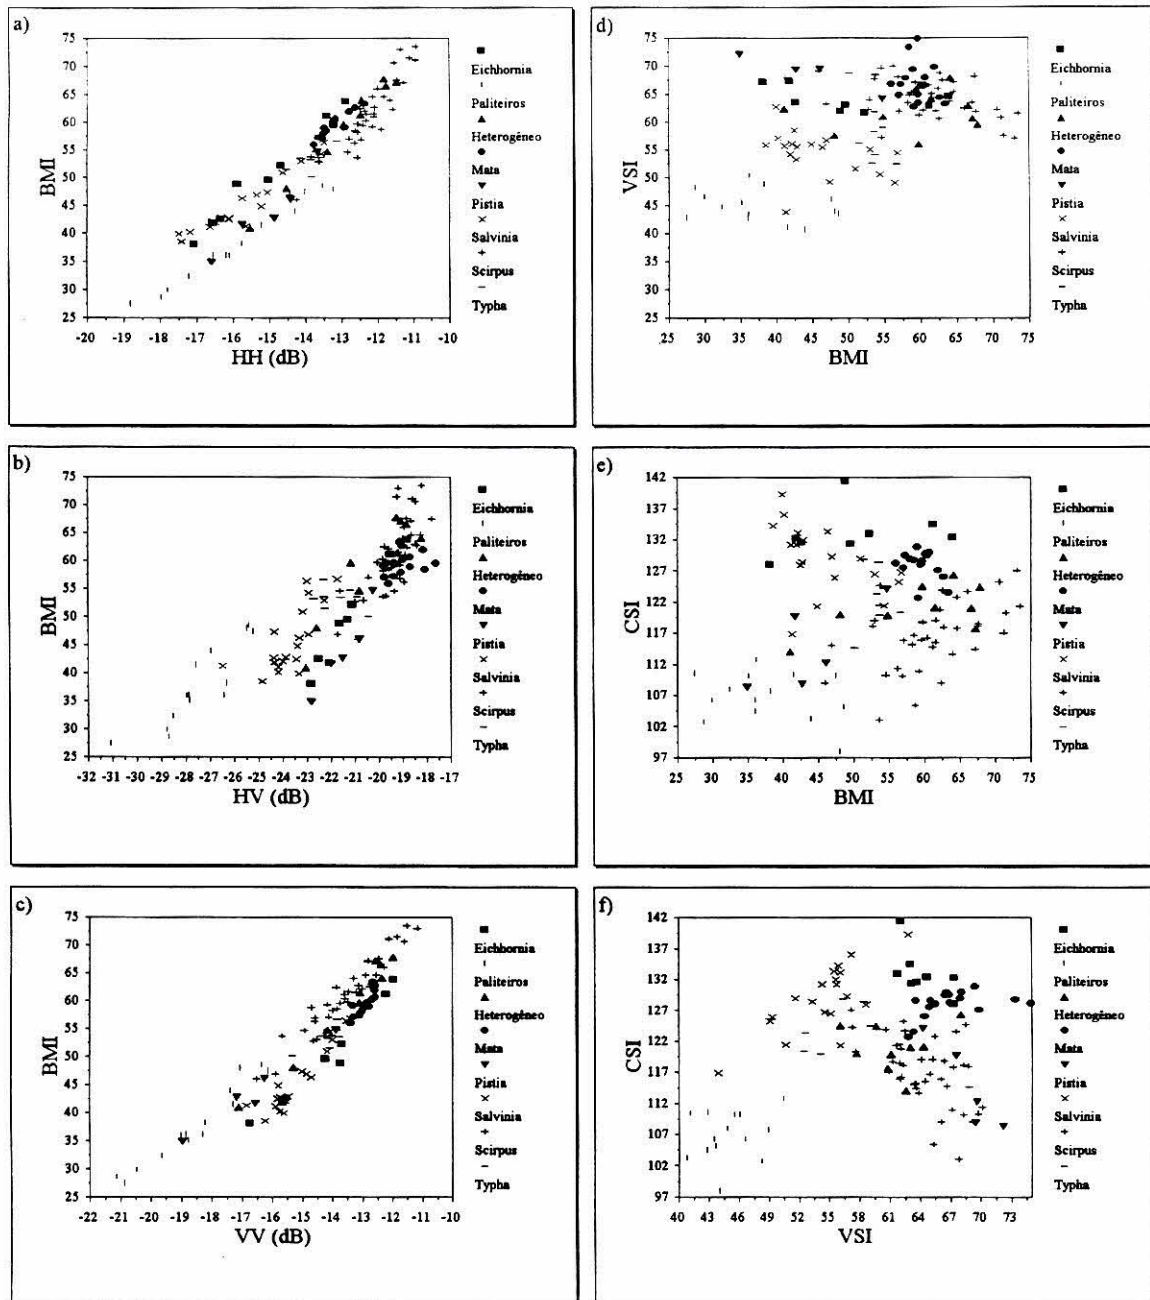 a)
75
70
65
60
55
50
45
40
35
30
25
BMI
-20 -19 -18 -17 -16 -15 -14 -13 -12 -11 -10
HH (dB)
Eichhornia
Paliteiros
Heterogêneo
Mata
Pistia
Salvinia
Scirpus
Typha
d)
75
70
65
60
55
50
45
40
35
30
25
VSI
25 30 35 40 45 50 55 60 65 70 75
BMI
Eichhornia
Paliteiros
Heterogêneo
Mata
Pistia
Salvinia
Scirpus
Typha
b)
75
70
65
60
55
50
45
40
35
30
25
BMI
-32 -31 -30 -29 -28 -27 -26 -25 -24 -23 -22 -21 -20 -19 -18 -17
HV (dB)
Eichhornia
Paliteiros
Heterogêneo
Mata
Pistia
Salvinia
Scirpus
Typha
e)
142
137
132
127
122
117
112
107
102
97
CSI
25 30 35 40 45 50 55 60 65 70 75
BMI
Eichhornia
Paliteiros
Heterogêneo
Mata
Pistia
Salvinia
Scirpus
Typha
c)
75
70
65
60
55
50
45
40
35
30
25
BMI
-22 -21 -20 -19 -18 -17 -16 -15 -14 -13 -12 -11 -10
VV (dB)
Eichhornia
Paliteiros
Heterogêneo
Mata
Pistia
Salvinia
Scirpus
Typha
f)
142
137
132
127
122
117
112
107
102
97
CSI
40 43 46 49 52 55 58 61 64 67 70 73
VSI
Eichhornia
Paliteiros
Heterogêneo
Mata
Pistia
Salvinia
Scirpus
Typha